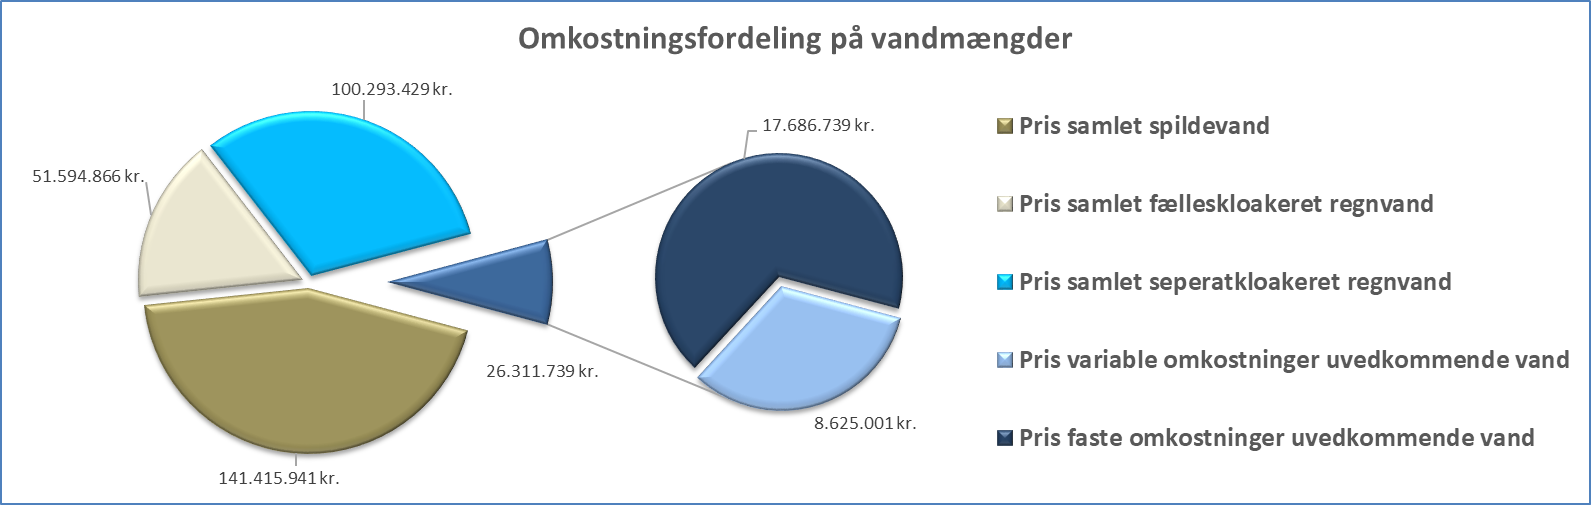 Omkostningsfordeling på vandmængder
100.293.429 kr.
51.594.866 kr.
141.415.941 kr.
26.311.739 kr.
17.686.739 kr.
8.625.001 kr.
Pris samlet spildevand
Pris samlet fælleskloakeret regnvand
Pris samlet seperatkloakeret regnvand
Pris variable omkostninger uvedkommende vand
Pris faste omkostninger uvedkommende vand